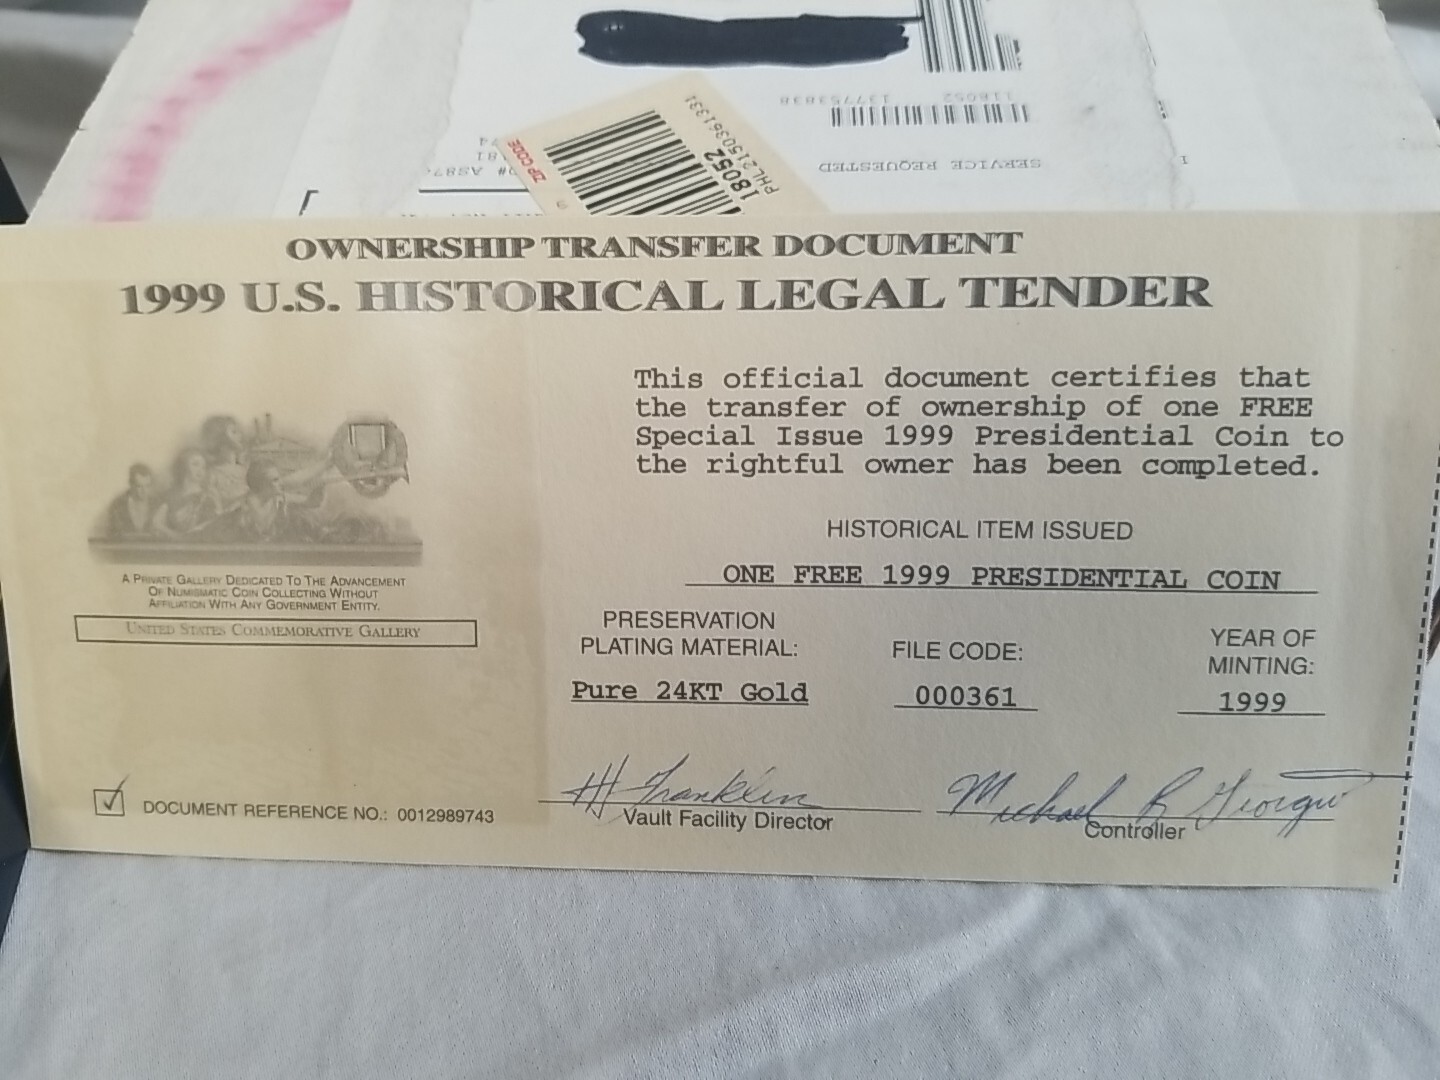 118052 137753838
SERVICE REQUESTED
ZIP CODE
18052
PHL2150361331
OWNERSHIP TRANSFER DOCUMENT
1999 U.S. HISTORICAL LEGAL TENDER
This official document certifies that
the transfer of ownership of one FREE
Special Issue 1999 Presidential Coin to
the rightful owner has been completed.
HISTORICAL ITEM ISSUED
ONE FREE 1999 PRESIDENTIAL COIN
A PRIVATE GALLERY DEDICATED TO THE ADVANCEMENT
OF NUMISMATIC COIN COLLECTING WITHOUT
AFFILIATION WITH ANY GOVERNMENT ENTITY.
UNITED STATES COMMEMORATIVE GALLERY
PRESERVATION
PLATING MATERIAL:
Pure 24KT Gold
FILE CODE:
000361
YEAR OF
MINTING:
1999
DOCUMENT REFERENCE NO.: 0012989743
H Franklin
Vault Facility Director
Michael R
Controller